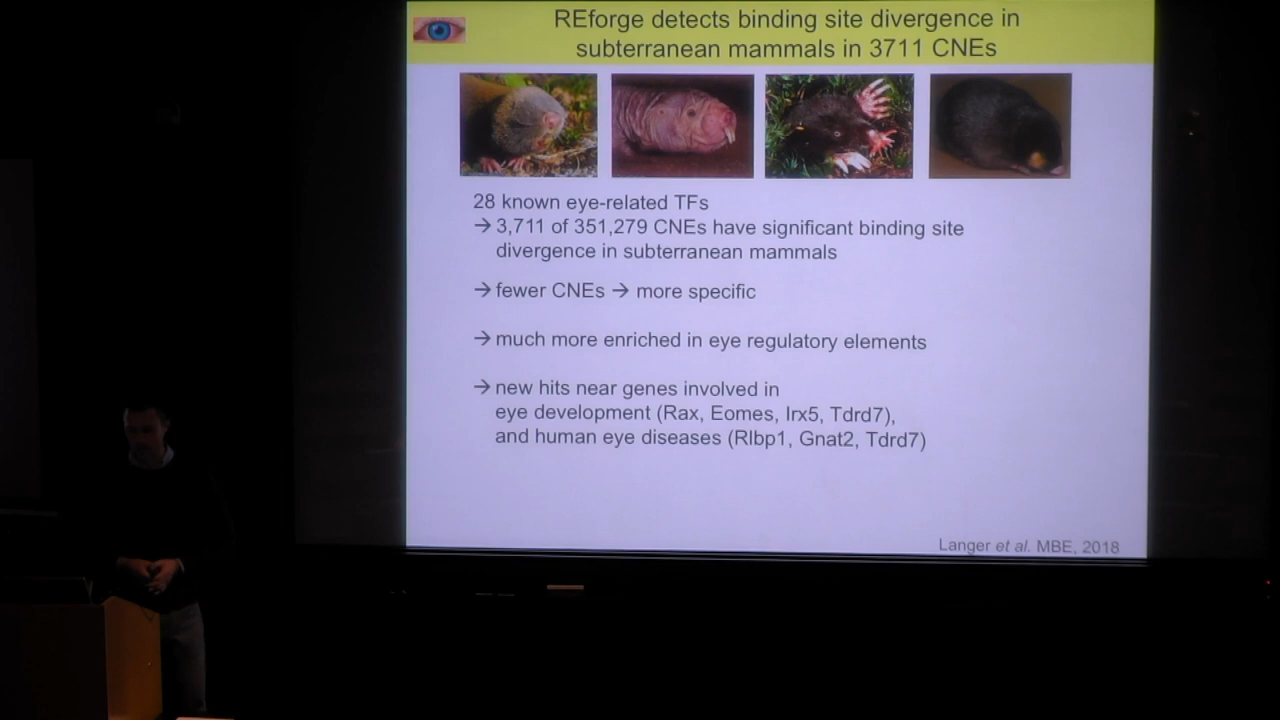 REforge detects binding site divergence in
subterranean mammals in 3711 CNEs
28 known eye-related TFs
→ 3,711 of 351,279 CNEs have significant binding site
divergence in subterranean mammals
→ fewer CNEs → more specific
→ much more enriched in eye regulatory elements
→ new hits near genes involved in
eye development (Rax, Eomes, Irx5, Tdrd7),
and human eye diseases (Rlbp1, Gnat2, Tdrd7)
Langer et al. MBE, 2018